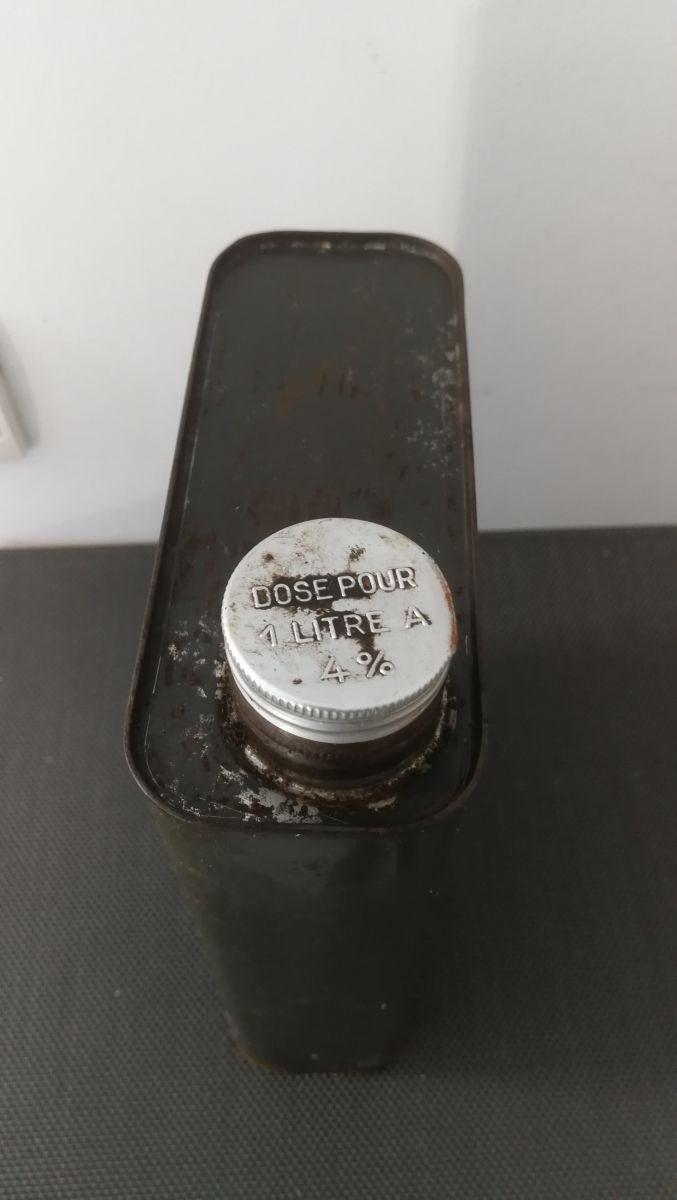 DOSE POUR
1 LITRE A
4%